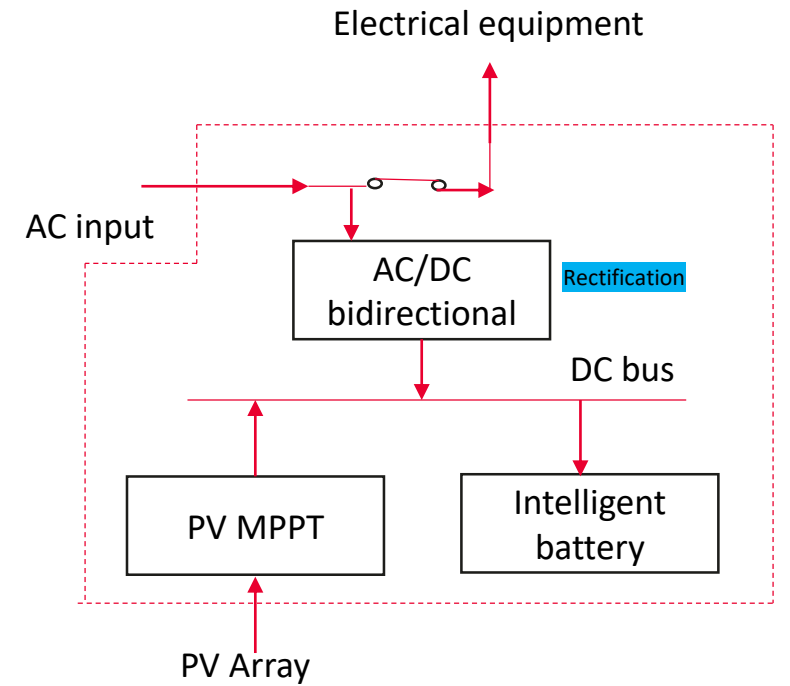 Electrical equipment
AC input
AC/DC
bidirectional
Rectification
DC bus
PV MPPT
Intelligent
battery
PV Array